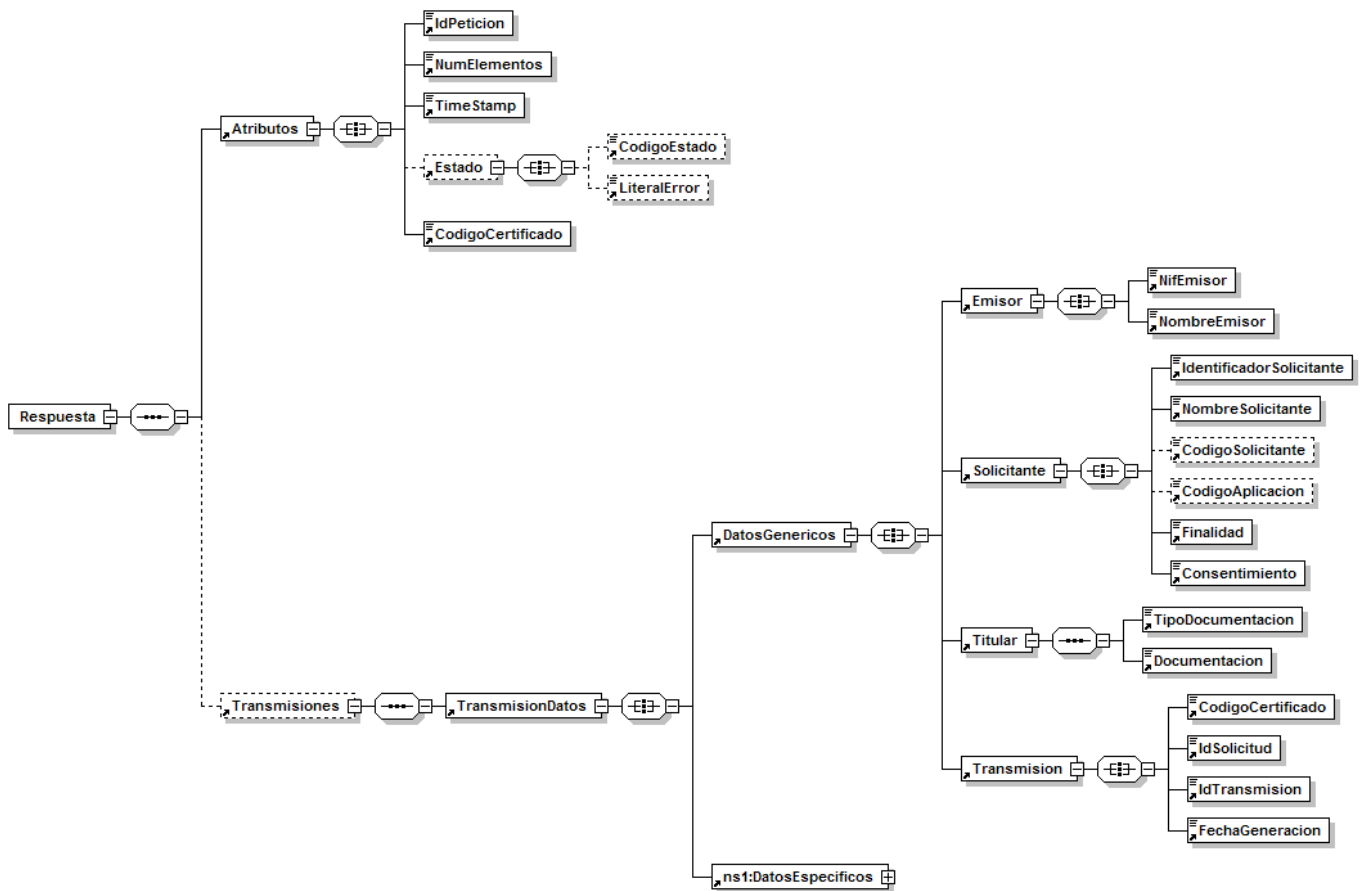 IdPeticion
NumElementos
TimeStamp
Atributos
CodigoEstado
Estado
LiteralError
CodigoCertificado
NifEmisor
Emisor
NombreEmisor
IdentificadorSolicitante
NombreSolicitante
Respuesta
CodigoSolicitante
Solicitante
CodigoAplicacion
DatosGenericos
Finalidad
Consentimiento
TipoDocumentacion
Titular
Documentacion
Transmisiones
TransmisionDatos
CodigoCertificado
IdSolicitud
Transmision
IdTransmision
FechaGeneracion
ns1:DatosEspecificos